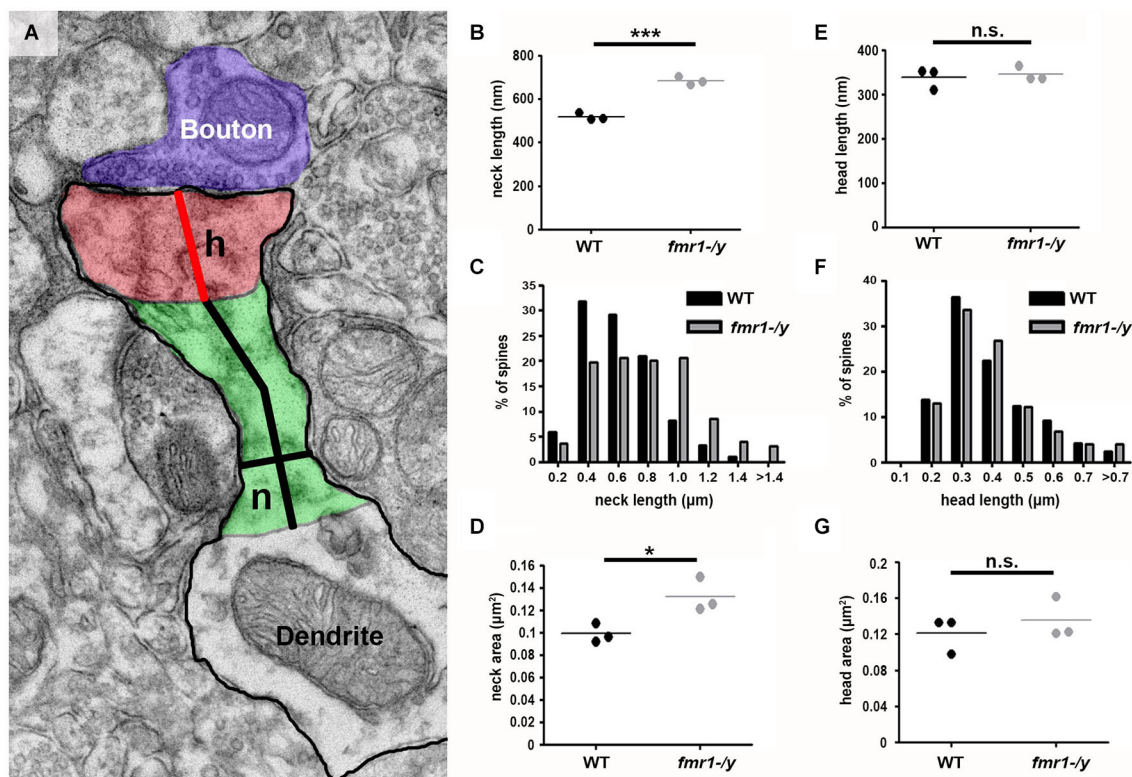 A
Bouton
h
n
Dendrite
B
***
neck length (nm)
800
600
400
200
0
WT
fmr1-/y
C
WT
fmr1-/y
% of spines
35
30
25
20
15
10
5
0
0.2 0.4 0.6 0.8 1.0 1.2 1.4 >1.4
neck length (µm)
D
*
neck area (µm²)
0.16
0.14
0.12
0.1
0.08
0.06
0.04
0.02
0
WT
fmr1-/y
E
n.s.
head length (nm)
400
300
200
100
0
WT
fmr1-/y
F
WT
fmr1-/y
% of spines
40
30
20
10
0
0.1 0.2 0.3 0.4 0.5 0.6 0.7 >0.7
head length (µm)
G
n.s.
head area (µm²)
0.2
0.16
0.12
0.08
0.04
0
WT
fmr1-/y